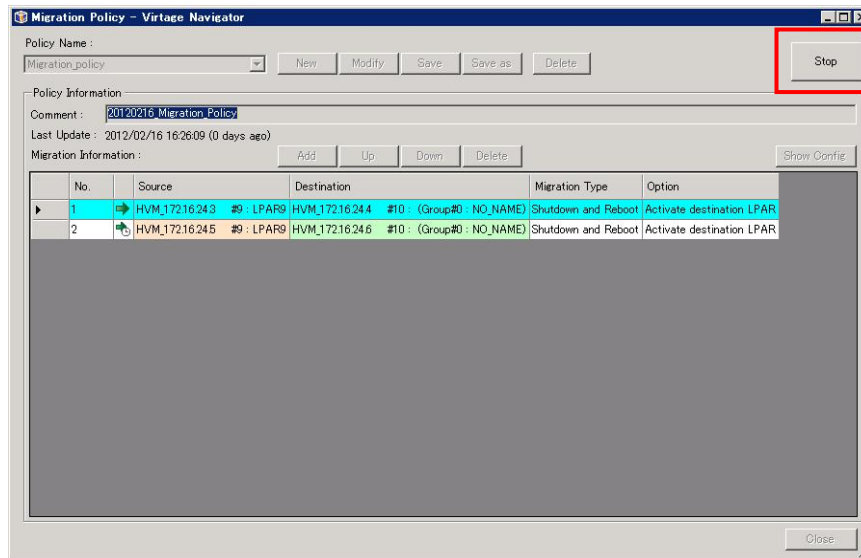 Migration Policy - Virtage Navigator
Policy Name :
Migration_policy New Modify Save Save as Delete Stop
Policy Information
Comment : 20120216_Migration_Policy
Last Update : 2012/02/16 16:26:09 (0 days ago)
Migration Information : Add Up Down Delete Show Config
No. Source Destination Migration Type Option
1 HVM_172.16.24.3 #9 : LPAR9 HVM_172.16.24.4 #10 : (Group#0 : NO_NAME) Shutdown and Reboot Activate destination LPAR
2 HVM_172.16.24.5 #9 : LPAR9 HVM_172.16.24.6 #10 : (Group#0 : NO_NAME) Shutdown and Reboot Activate destination LPAR
Close